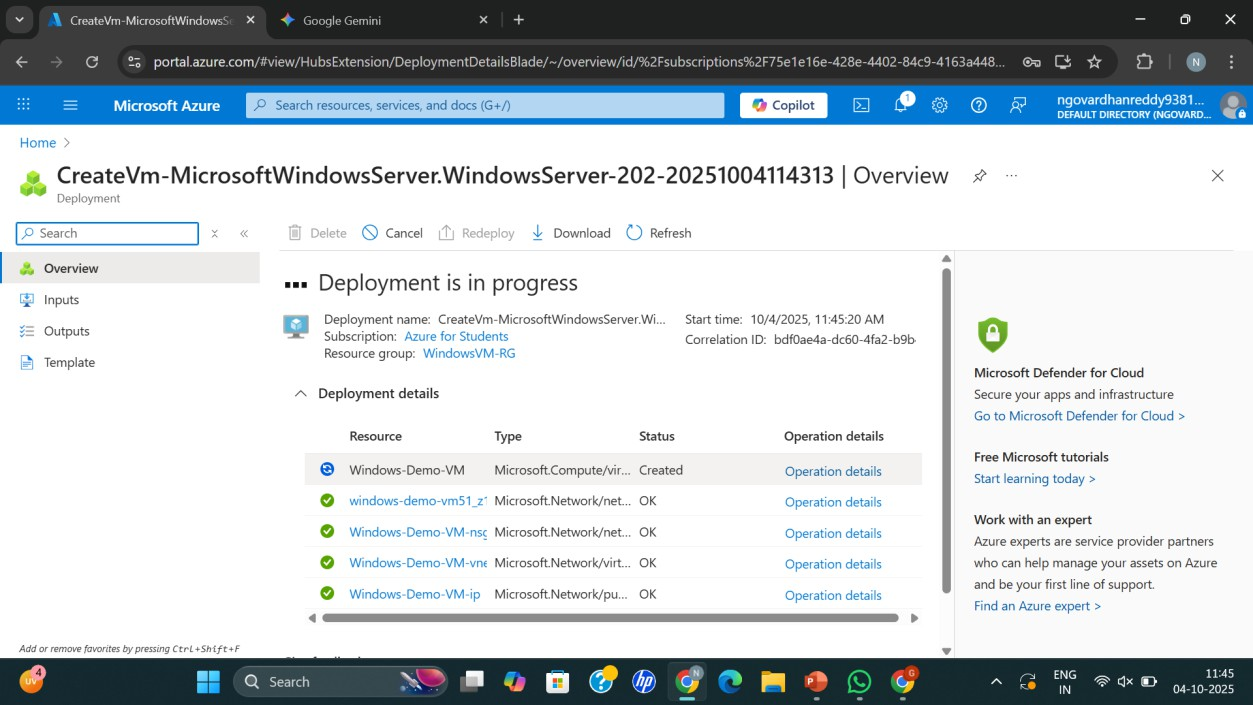 CreateVm-MicrosoftWindowsSe
Google Gemini
portal.azure.com/#view/HubsExtension/DeploymentDetailsBlade/~/overview/id/%2Fsubscriptions%2F75e1e16e-428e-4402-84c9-4163a448...
N
Microsoft Azure
Search resources, services, and docs (G+/)
Copilot
1
ngovardhanreddy9381...
DEFAULT DIRECTORY (NGOVARD...
Home
CreateVm-MicrosoftWindowsServer.WindowsServer-202-20251004114313 | Overview
Deployment
Search
Delete
Cancel
Redeploy
Download
Refresh
Overview
Inputs
Outputs
Template
Deployment is in progress
Deployment name: CreateVm-MicrosoftWindowsServer.Wi...
Subscription: Azure for Students
Resource group: WindowsVM-RG
Start time: 10/4/2025, 11:45:20 AM
Correlation ID: bdf0ae4a-dc60-4fa2-b9b
Deployment details
Resource Type Status Operation details
Windows-Demo-VM Microsoft.Compute/vir... Created Operation details
windows-demo-vm51_z1 Microsoft.Network/net... OK Operation details
Windows-Demo-VM-nsg Microsoft.Network/net... OK Operation details
Windows-Demo-VM-vne Microsoft.Network/virt... OK Operation details
Windows-Demo-VM-ip Microsoft.Network/pu... OK Operation details
Microsoft Defender for Cloud
Secure your apps and infrastructure
Go to Microsoft Defender for Cloud >
Free Microsoft tutorials
Start learning today >
Work with an expert
Azure experts are service provider partners
who can help manage your assets on Azure
and be your first line of support.
Find an Azure expert >
Add or remove favorites by pressing Ctrl+Shift+F
UV
4
Search
?
hp
N
P
G
ENG
IN
11:45
04-10-2025